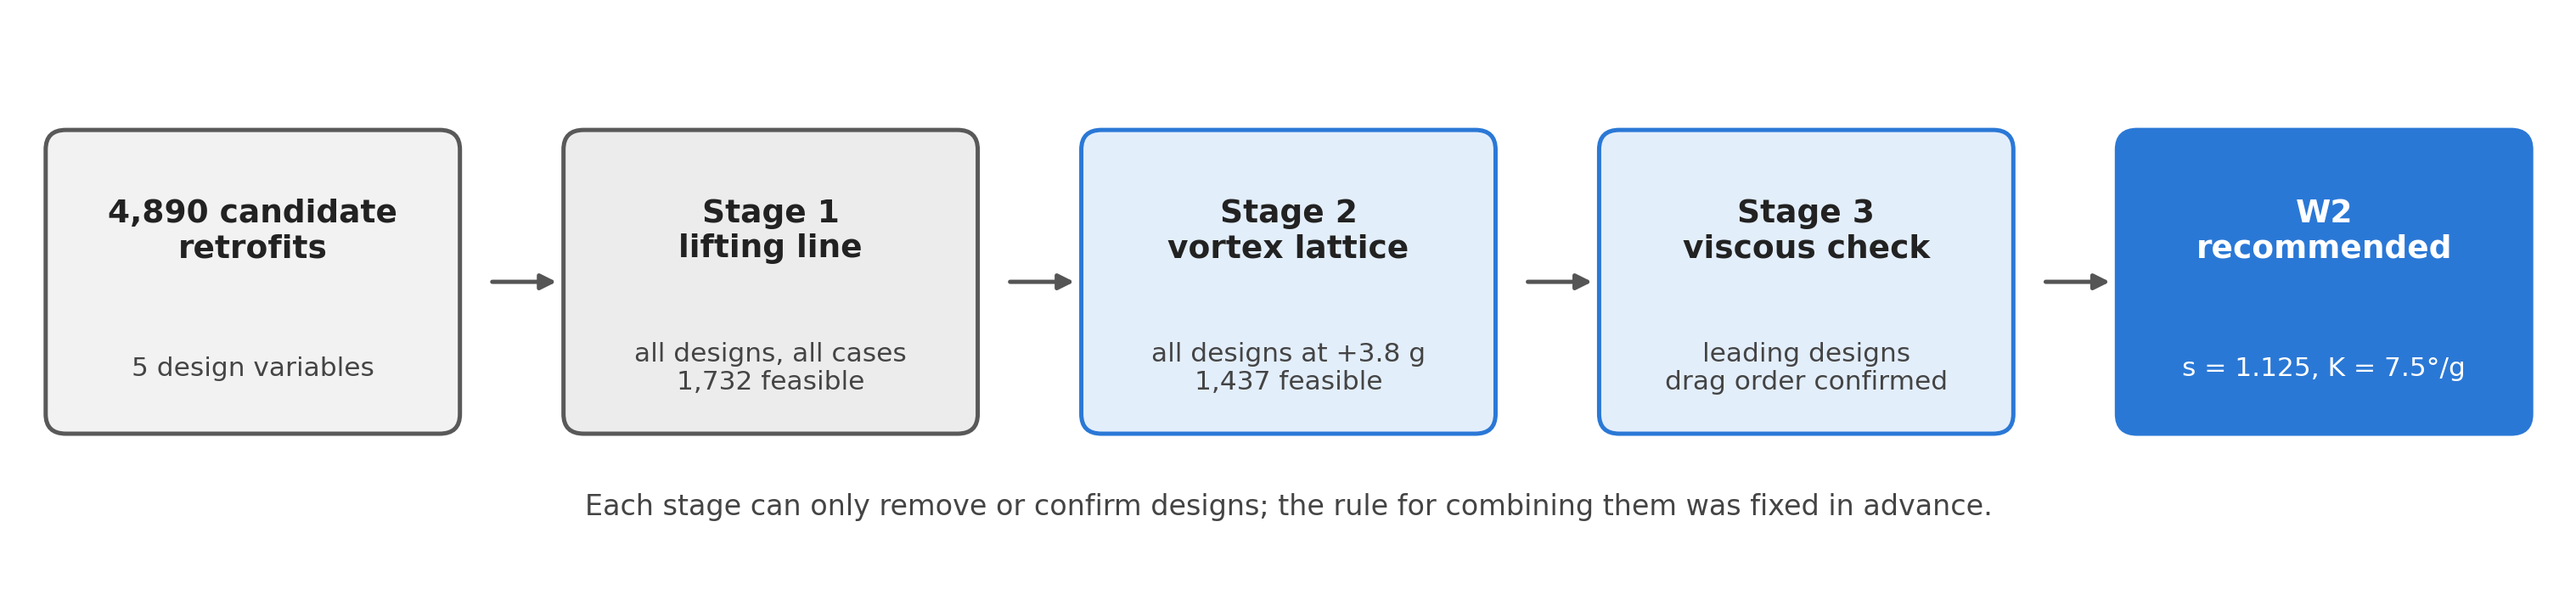 4,890 candidate
retrofits
5 design variables
Stage 1
lifting line
all designs, all cases
1,732 feasible
Stage 2
vortex lattice
all designs at +3.8 g
1,437 feasible
Stage 3
viscous check
leading designs
drag order confirmed
W2
recommended
s = 1.125, K = 7.5°/g
Each stage can only remove or confirm designs; the rule for combining them was fixed in advance.